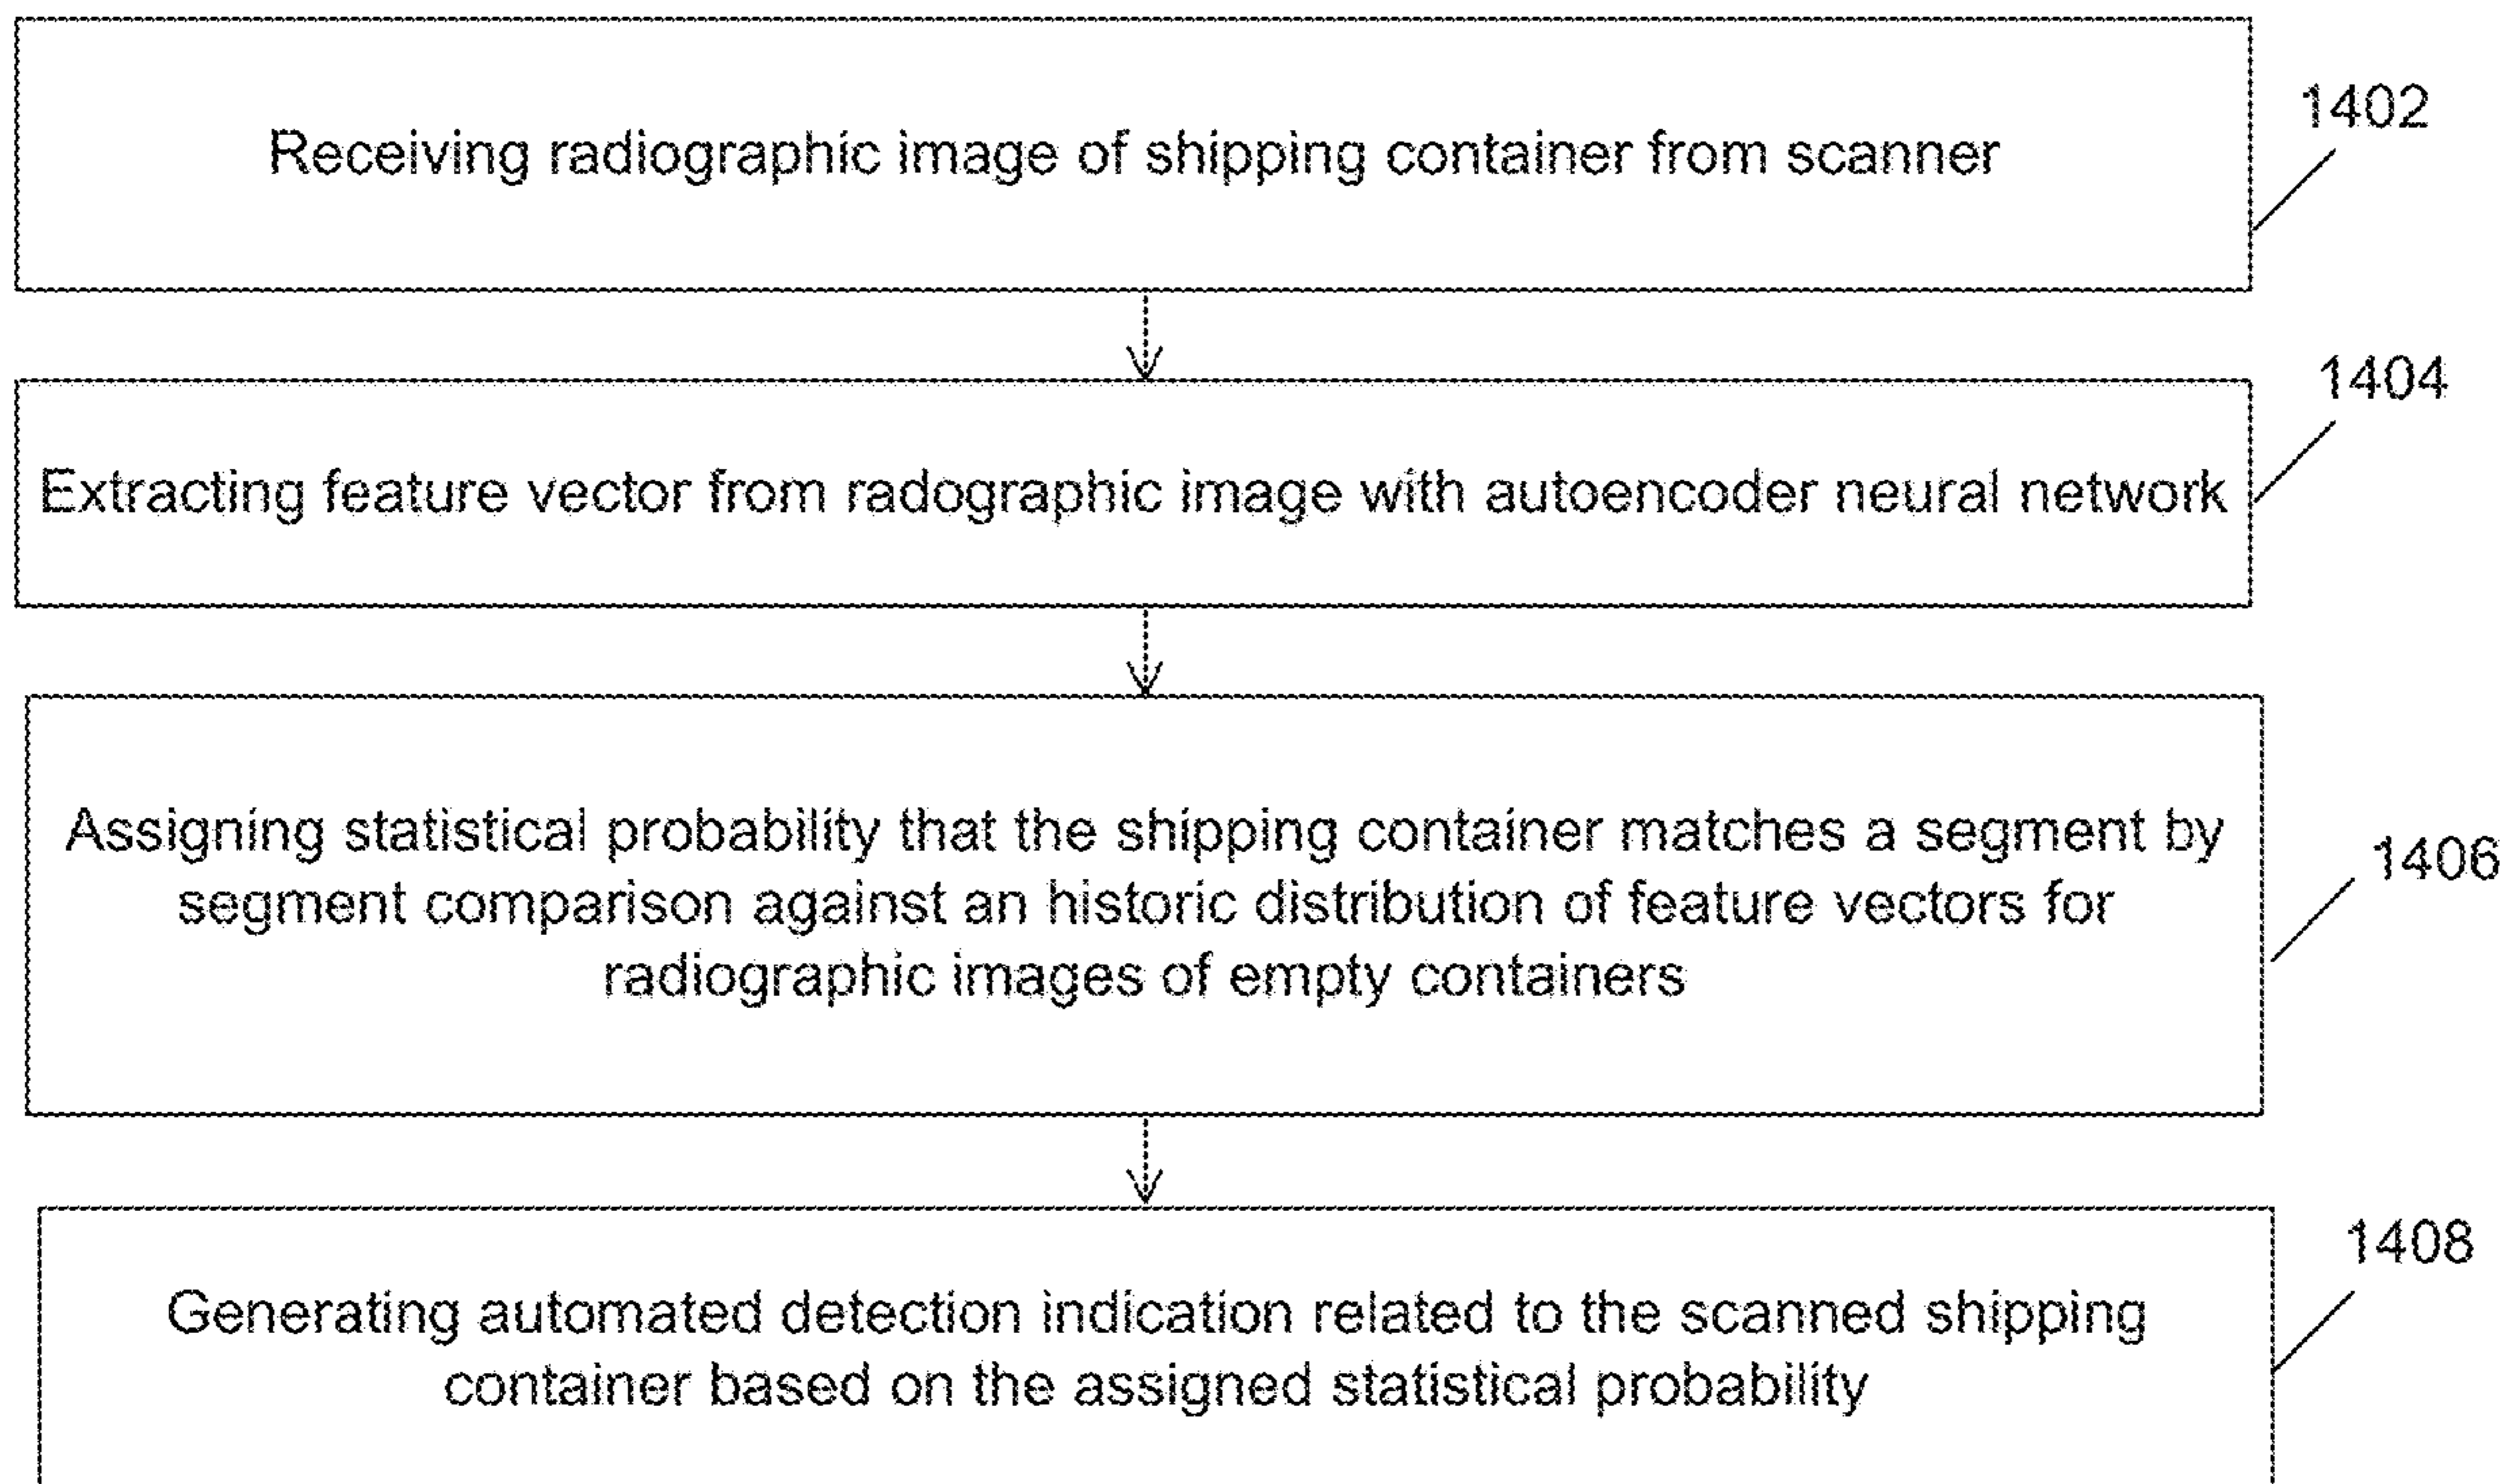 Receiving radiographic image of shipping container from scanner
1402
Extracting feature vector from radographic image with autoencoder neural network
1404
Assigning statistical probability that the shipping container matches a segment by
segment comparison against an historic distribution of feature vectors for
radiographic images of empty containers
1406
Generating automated detection indication related to the scanned shipping
container based on the assigned statistical probability
1408